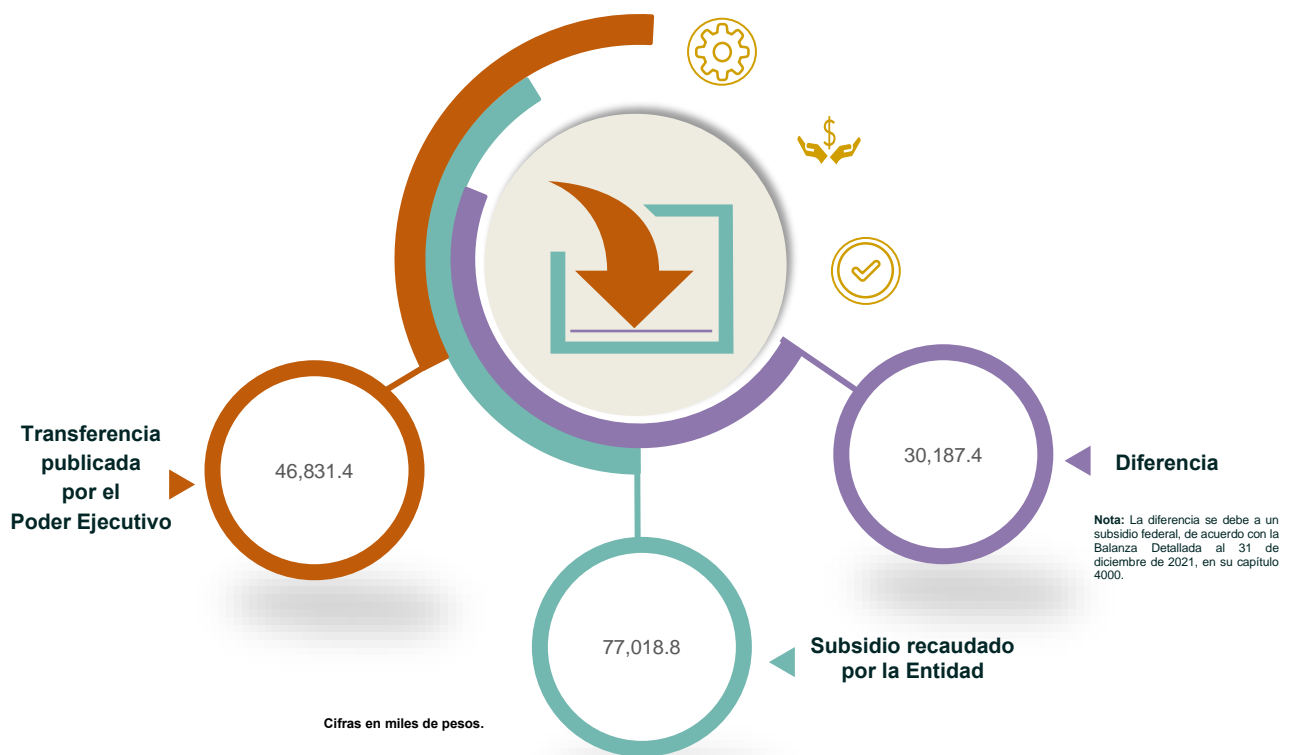 Transferencia
publicada
por el
Poder Ejecutivo
46,831.4
77,018.8
Subsidio recaudado
por la Entidad
30,187.4
Diferencia
Nota: La diferencia se debe a un
subsidio federal, de acuerdo con la
Balanza Detallada al 31 de
diciembre de 2021, en su capítulo
4000.
Cifras en miles de pesos.
$